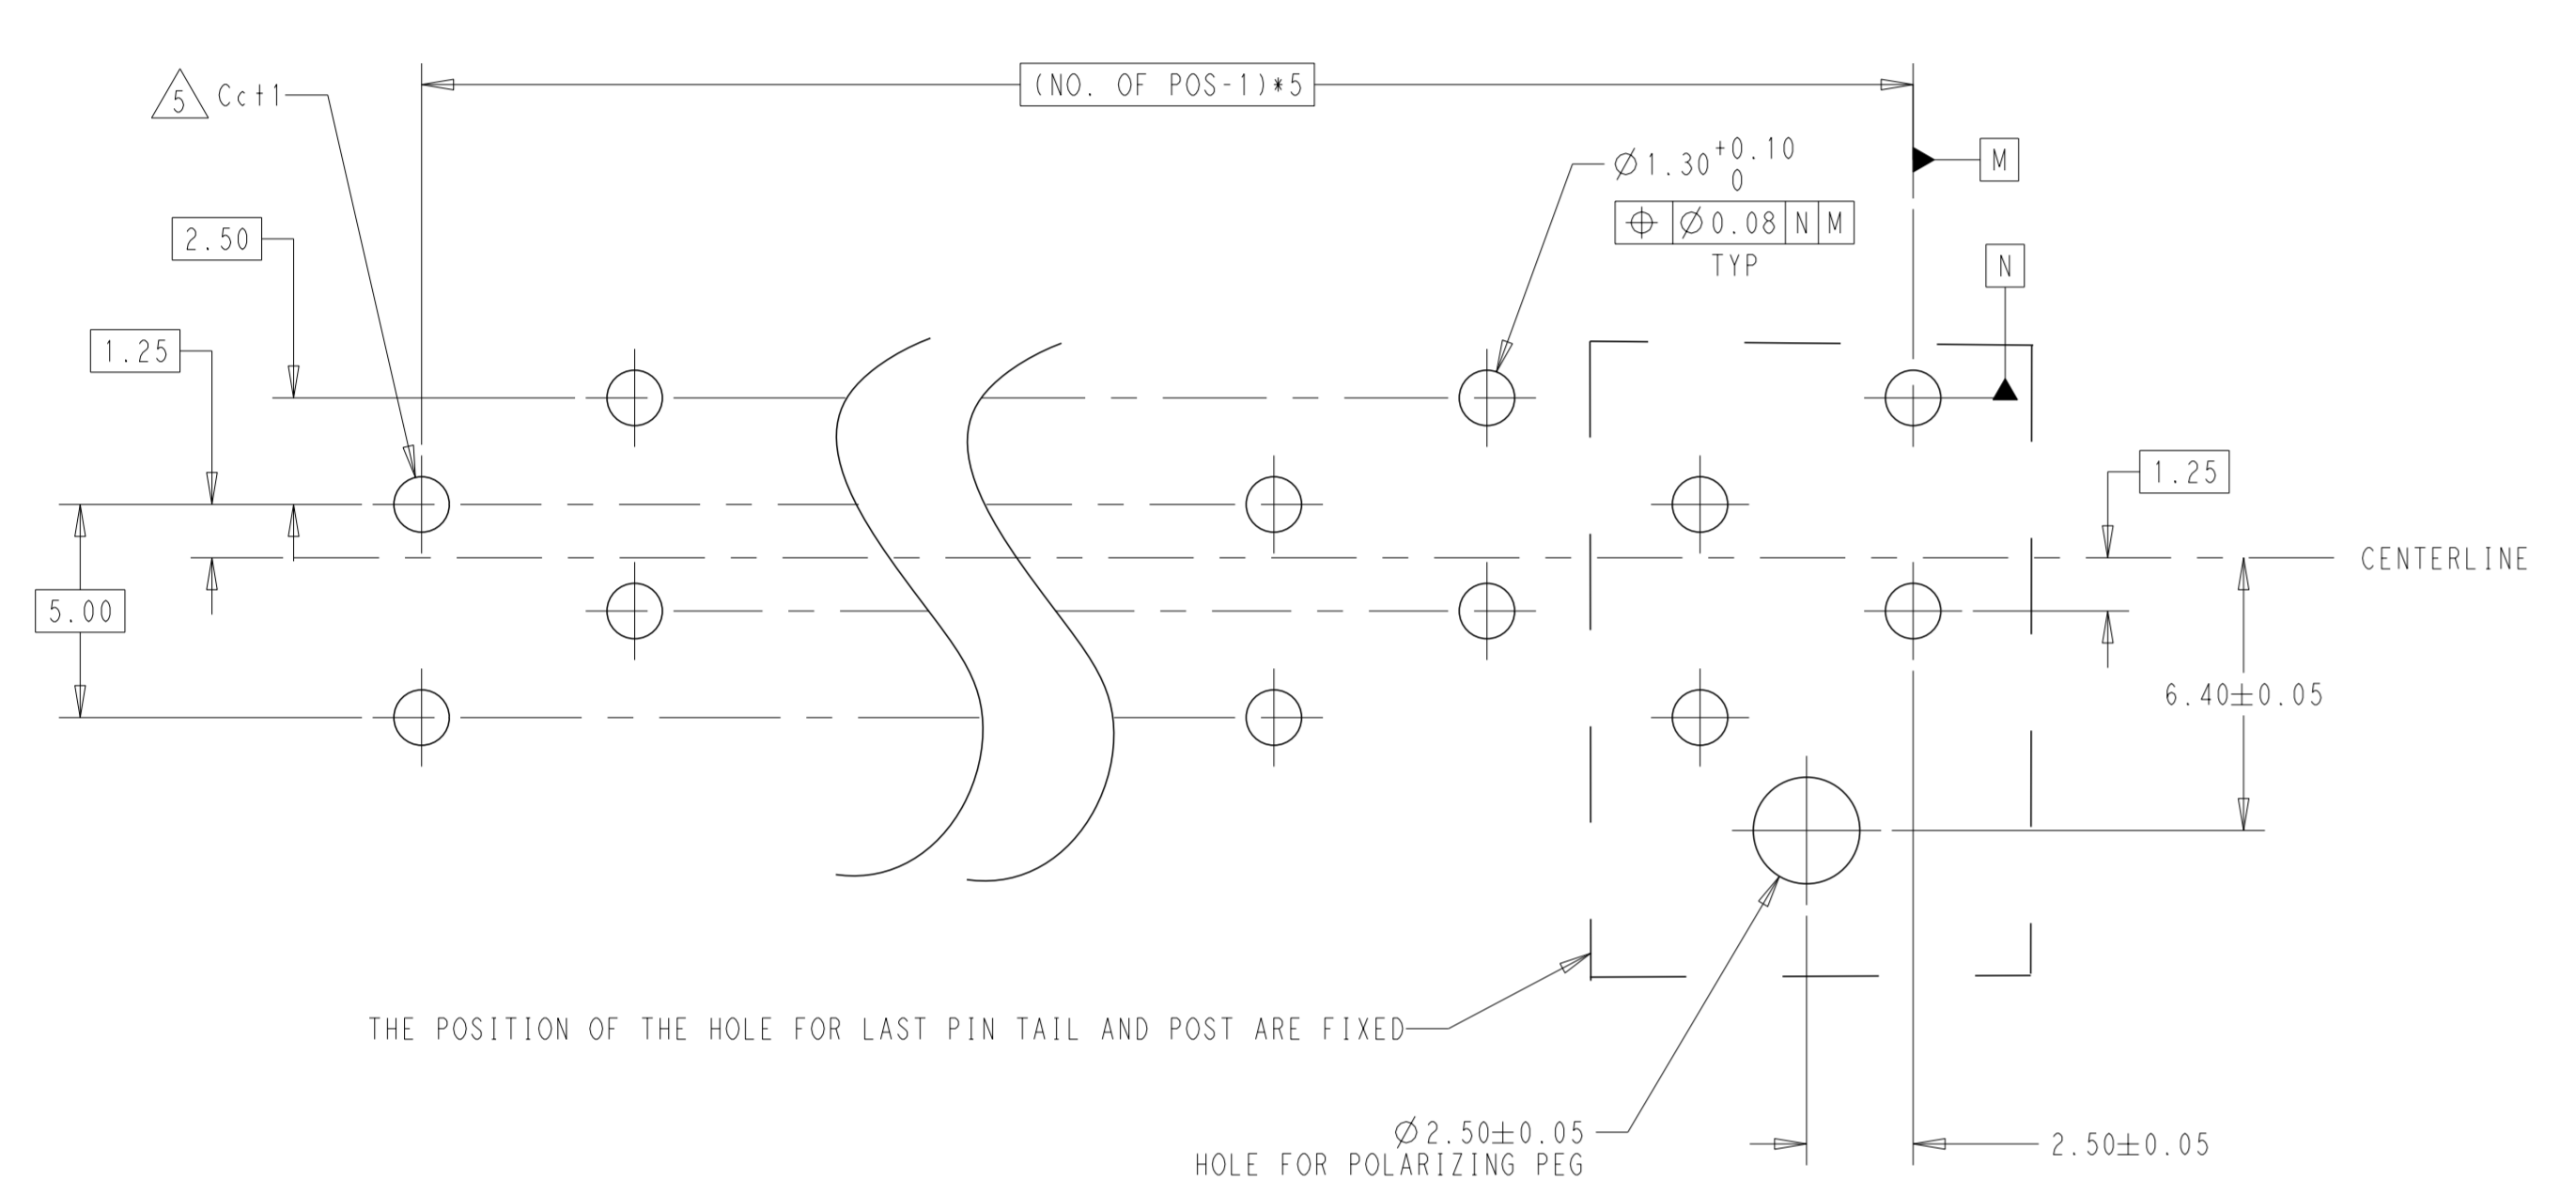 (NO. OF POS-1)*5
5 Cct1
Ø1.30 +0.10
0
M
⌖ Ø0.08 N M
TYP
2.50
N
1.25
1.25
CENTERLINE
5.00
6.40±0.05
THE POSITION OF THE HOLE FOR LAST PIN TAIL AND POST ARE FIXED
Ø2.50±0.05
HOLE FOR POLARIZING PEG
2.50±0.05